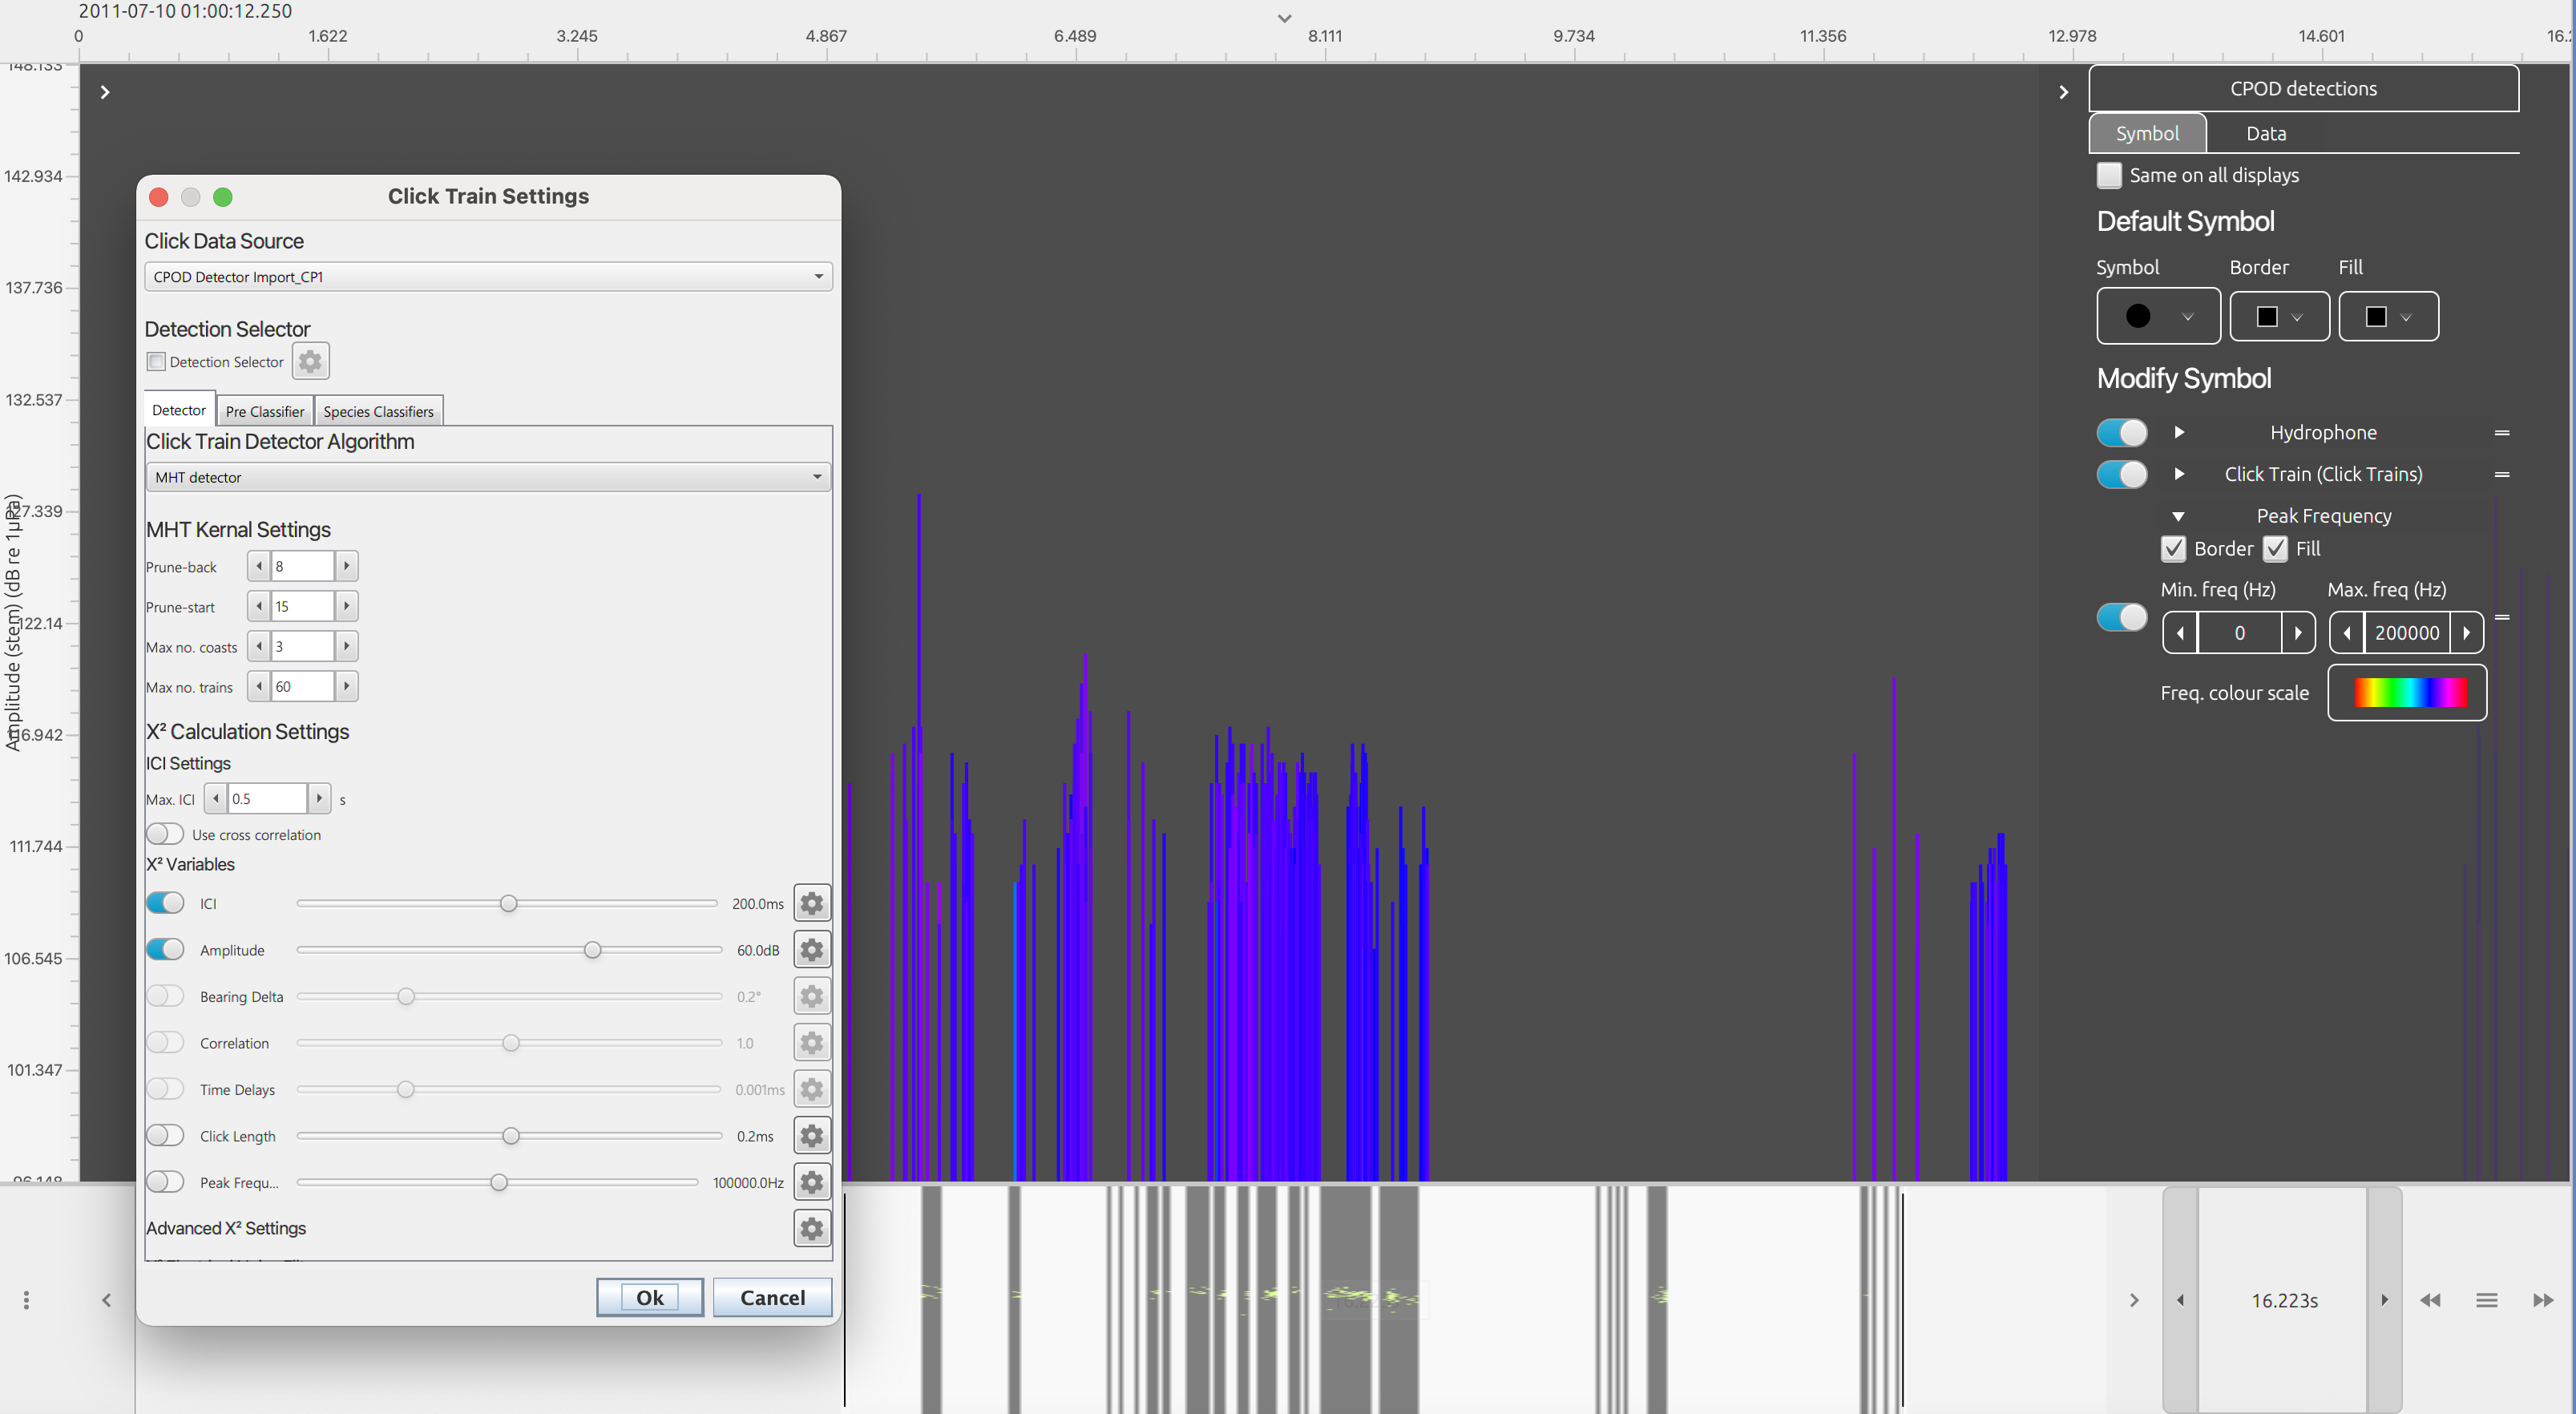 2011-07-10 01:00:12.250
0 1.622 3.245 4.867 6.489 8.111 9.734 11.356 12.978 14.601
142.934
137.736
132.537
127.339
122.14
116.942
111.744
106.545
101.347
Amplitude (stem) (dB re 1µPa)
Click Train Settings
Click Data Source
CPOD Detector Import_CP1
Detection Selector
Detection Selector
Detector Pre Classifier Species Classifiers
Click Train Detector Algorithm
MHT detector
MHT Kernal Settings
Prune-back 8
Prune-start 15
Max no. coasts 3
Max no. trains 60
X² Calculation Settings
ICI Settings
Max. ICI 0.5 s
Use cross correlation
X² Variables
ICI 200.0ms
Amplitude 60.0dB
Bearing Delta 0.2°
Correlation 1.0
Time Delays 0.001ms
Click Length 0.2ms
Peak Frequ... 100000.0Hz
Advanced X² Settings
Ok Cancel
CPOD detections
Symbol Data
Same on all displays
Default Symbol
Symbol Border Fill
Modify Symbol
Hydrophone
Click Train (Click Trains)
Peak Frequency
Border Fill
Min. freq (Hz) Max. freq (Hz)
0 200000
Freq. colour scale
16.223s